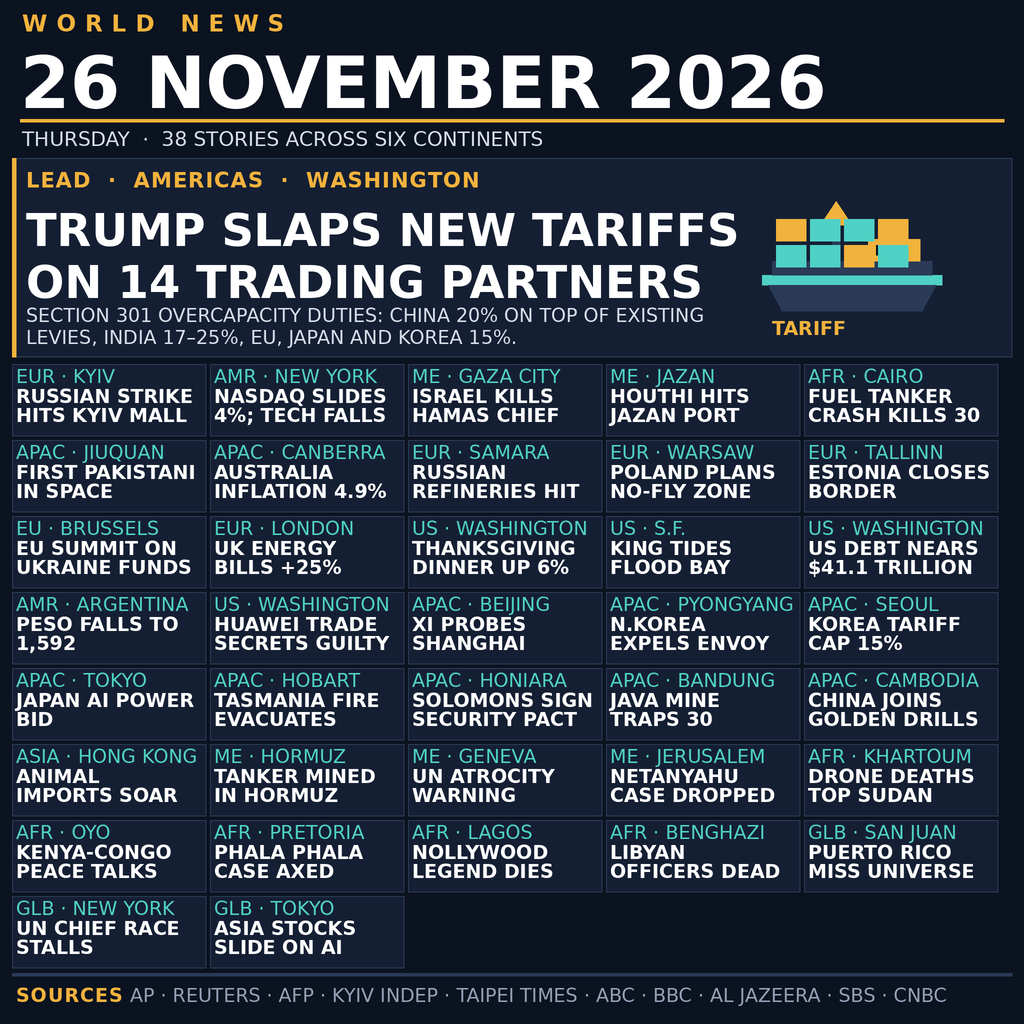 WORLD NEWS
26 NOVEMBER 2026
THURSDAY · 38 STORIES ACROSS SIX CONTINENTS
LEAD · AMERICAS · WASHINGTON
TRUMP SLAPS NEW TARIFFS
ON 14 TRADING PARTNERS
SECTION 301 OVERCAPACITY DUTIES: CHINA 20% ON TOP OF EXISTING
LEVIES, INDIA 17–25%, EU, JAPAN AND KOREA 15%.
TARIFF
EUR · KYIV
RUSSIAN STRIKE
HITS KYIV MALL
AMR · NEW YORK
NASDAQ SLIDES
4%; TECH FALLS
ME · GAZA CITY
ISRAEL KILLS
HAMAS CHIEF
ME · JAZAN
HOUTHI HITS
JAZAN PORT
AFR · CAIRO
FUEL TANKER
CRASH KILLS 30
APAC · JIUQUAN
FIRST PAKISTANI
IN SPACE
APAC · CANBERRA
AUSTRALIA
INFLATION 4.9%
EUR · SAMARA
RUSSIAN
REFINERIES HIT
EUR · WARSAW
POLAND PLANS
NO-FLY ZONE
EUR · TALLINN
ESTONIA CLOSES
BORDER
EU · BRUSSELS
EU SUMMIT ON
UKRAINE FUNDS
EUR · LONDON
UK ENERGY
BILLS +25%
US · WASHINGTON
THANKSGIVING
DINNER UP 6%
US · S.F.
KING TIDES
FLOOD BAY
US · WASHINGTON
US DEBT NEARS
$41.1 TRILLION
AMR · ARGENTINA
PESO FALLS TO
1,592
US · WASHINGTON
HUAWEI TRADE
SECRETS GUILTY
APAC · BEIJING
XI PROBES
SHANGHAI
APAC · PYONGYANG
N.KOREA
EXPELS ENVOY
APAC · SEOUL
KOREA TARIFF
CAP 15%
APAC · TOKYO
JAPAN AI POWER
BID
APAC · HOBART
TASMANIA FIRE
EVACUATES
APAC · HONIARA
SOLOMONS SIGN
SECURITY PACT
APAC · BANDUNG
JAVA MINE
TRAPS 30
APAC · CAMBODIA
CHINA JOINS
GOLDEN DRILLS
ASIA · HONG KONG
ANIMAL
IMPORTS SOAR
ME · HORMUZ
TANKER MINED
IN HORMUZ
ME · GENEVA
UN ATROCITY
WARNING
ME · JERUSALEM
NETANYAHU
CASE DROPPED
AFR · KHARTOUM
DRONE DEATHS
TOP SUDAN
AFR · OYO
KENYA-CONGO
PEACE TALKS
AFR · PRETORIA
PHALA PHALA
CASE AXED
AFR · LAGOS
NOLLYWOOD
LEGEND DIES
AFR · BENGHAZI
LIBYAN
OFFICERS DEAD
GLB · SAN JUAN
PUERTO RICO
MISS UNIVERSE
GLB · NEW YORK
UN CHIEF RACE
STALLS
GLB · TOKYO
ASIA STOCKS
SLIDE ON AI
SOURCES AP · REUTERS · AFP · KYIV INDEP · TAIPEI TIMES · ABC · BBC · AL JAZEERA · SBS · CNBC